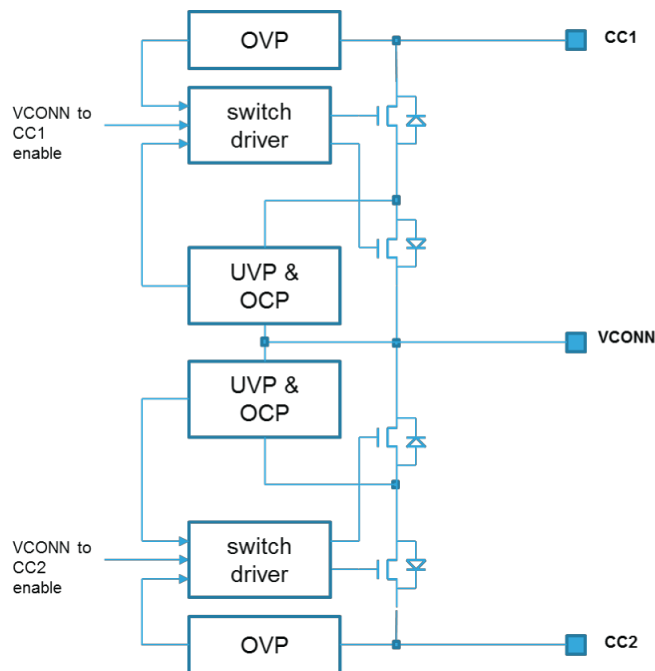 OVP
CC1
VCONN to
CC1
enable
switch
driver
UVP &
OCP
VCONN
UVP &
OCP
VCONN to
CC2
enable
switch
driver
OVP
CC2